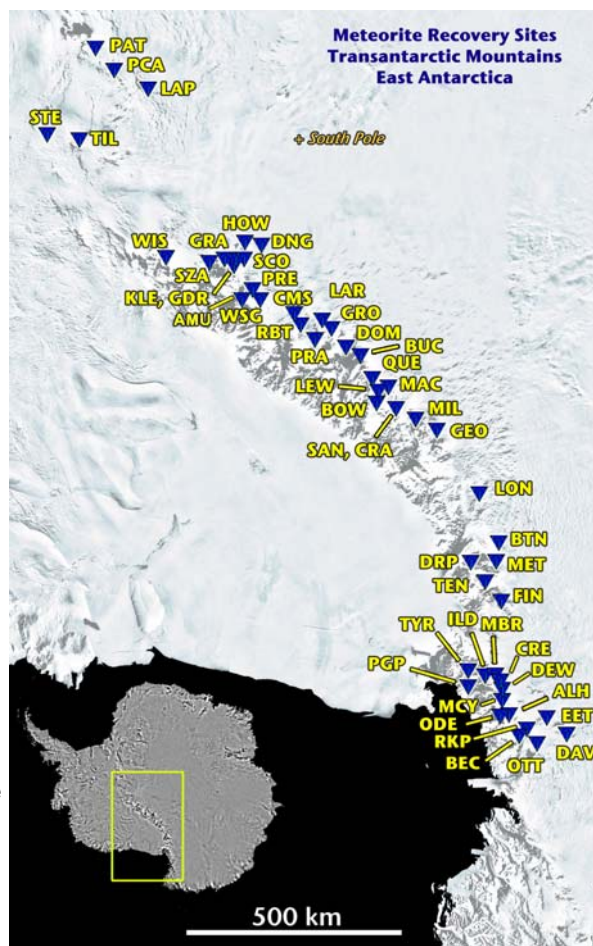 Meteorite Recovery Sites
Transantarctic Mountains
East Antarctica
PAT
PCA
LAP
STE
TIL
+ South Pole
HOW
WIS
GRA
DNG
SZA
SCO
KLE, GDR
PRE
AMU
WSG
CMS
LAR
RBT
GRO
PRA
DOM
BUC
QUE
LEW
MAC
BOW
MIL
SAN, CRA
GEO
LON
BTN
DRP
MET
TEN
FIN
TYR
ILD
MBR
CRE
PGP
DEW
MCY
ALH
ODE
EET
RKP
DAV
BEC
OTT
500 km